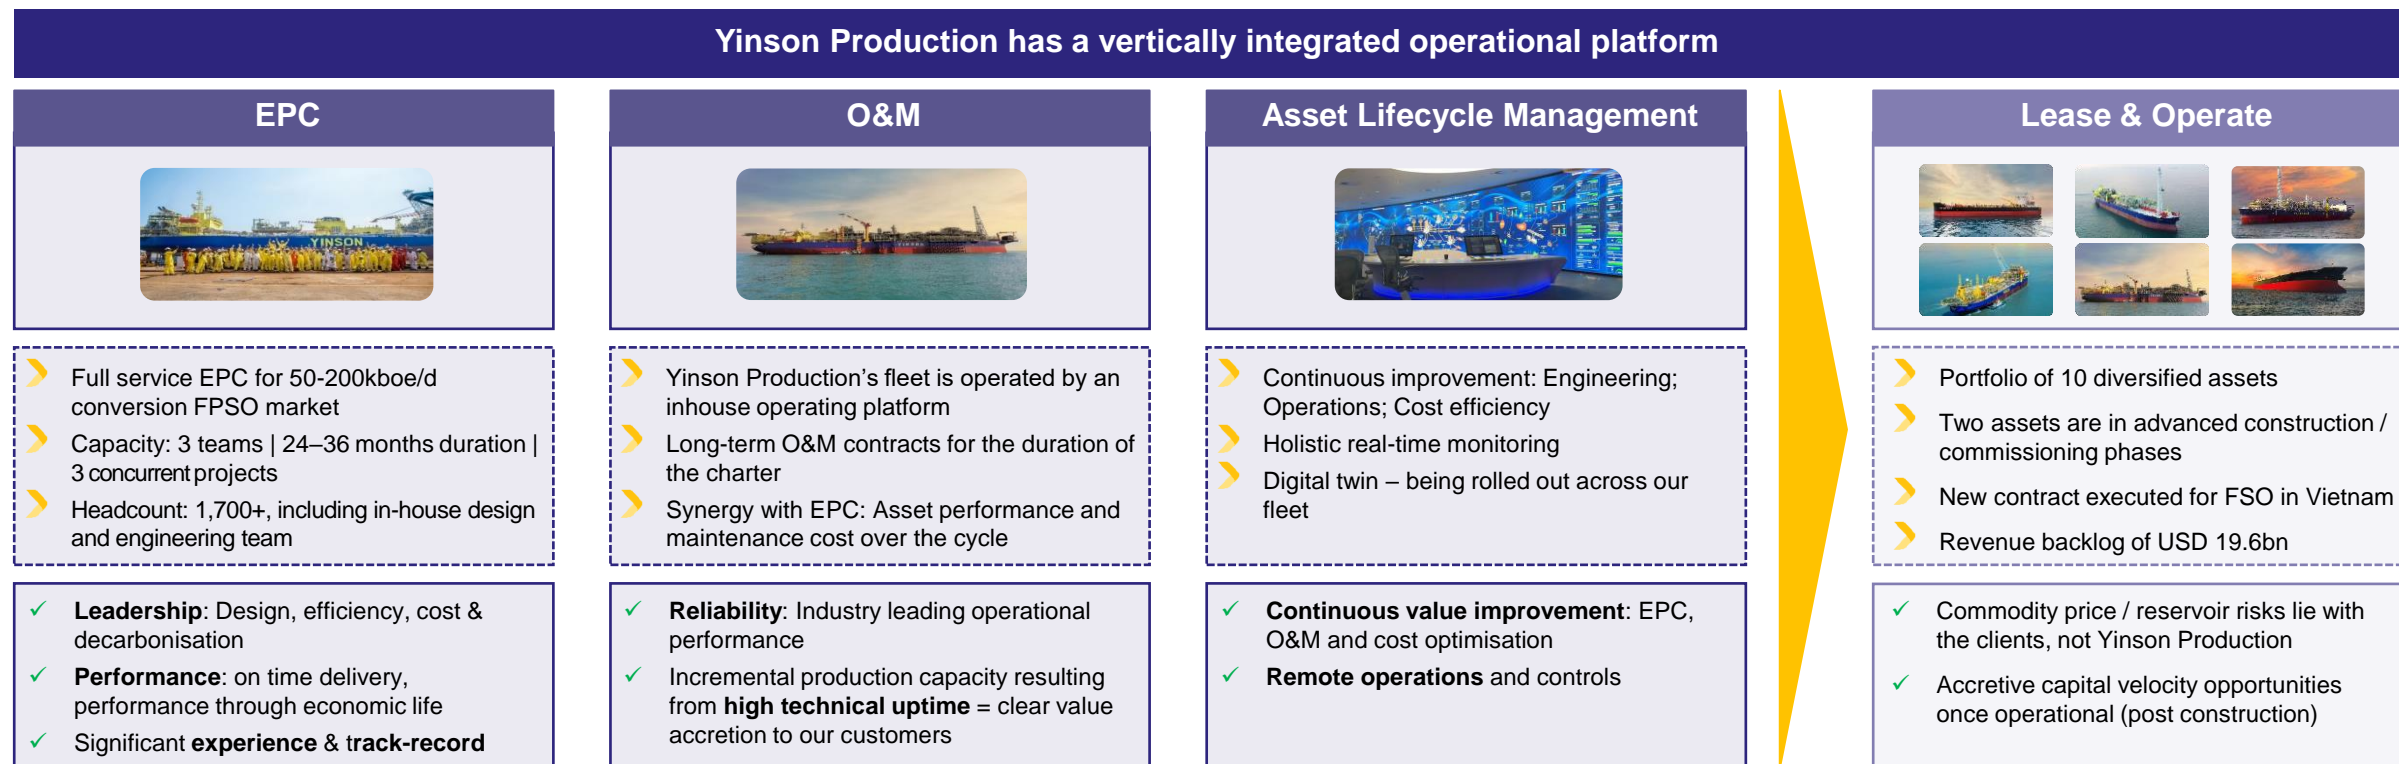 Yinson Production has a vertically integrated operational platform
EPC
YINSON
Full service EPC for 50-200kboe/d
conversion FPSO market
Capacity: 3 teams | 24–36 months duration |
3 concurrent projects
Headcount: 1,700+, including in-house design
and engineering team
Leadership: Design, efficiency, cost &
decarbonisation
Performance: on time delivery,
performance through economic life
Significant experience & track-record
O&M
Yinson Production’s fleet is operated by an
inhouse operating platform
Long-term O&M contracts for the duration of
the charter
Synergy with EPC: Asset performance and
maintenance cost over the cycle
Reliability: Industry leading operational
performance
Incremental production capacity resulting
from high technical uptime = clear value
accretion to our customers
Asset Lifecycle Management
Continuous improvement: Engineering;
Operations; Cost efficiency
Holistic real-time monitoring
Digital twin – being rolled out across our
fleet
Continuous value improvement: EPC,
O&M and cost optimisation
Remote operations and controls
Lease & Operate
Portfolio of 10 diversified assets
Two assets are in advanced construction /
commissioning phases
New contract executed for FSO in Vietnam
Revenue backlog of USD 19.6bn
Commodity price / reservoir risks lie with
the clients, not Yinson Production
Accretive capital velocity opportunities
once operational (post construction)